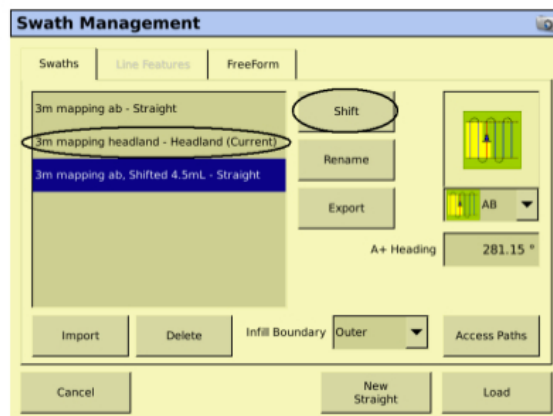 Swath Management
Swaths
Line Features
FreeForm
3m mapping ab - Straight
3m mapping headland - Headland (Current)
3m mapping ab, Shifted 4.5mL - Straight
Shift
Rename
Export
AB
A+ Heading
281.15 °
Import
Delete
Infill Boundary
Outer
Access Paths
Cancel
New
Straight
Load